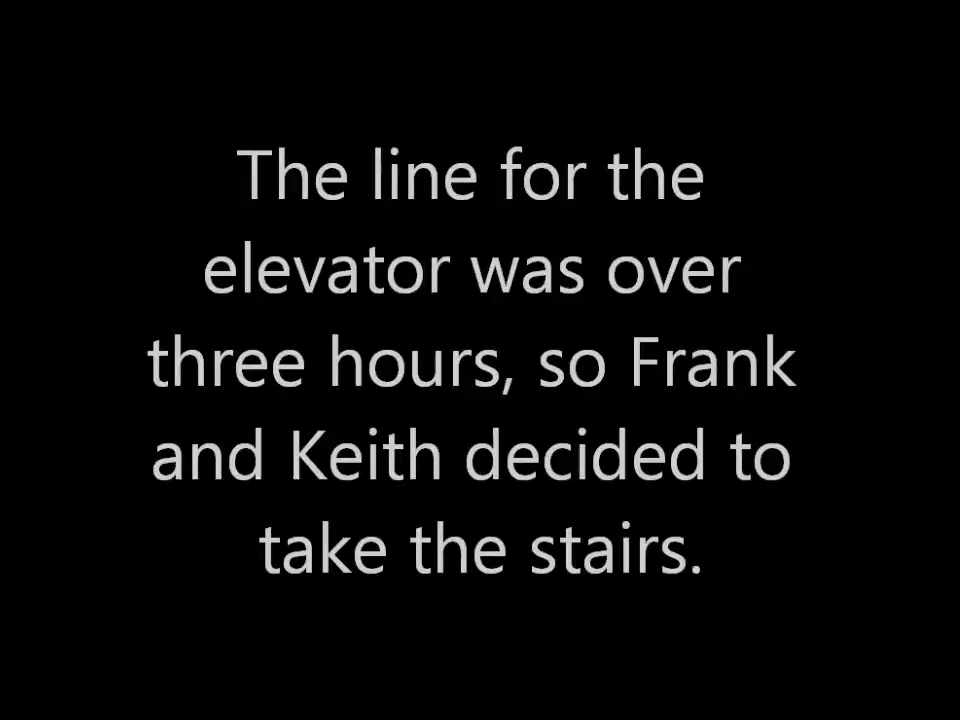 The line for the
elevator was over
three hours, so Frank
and Keith decided to
take the stairs.